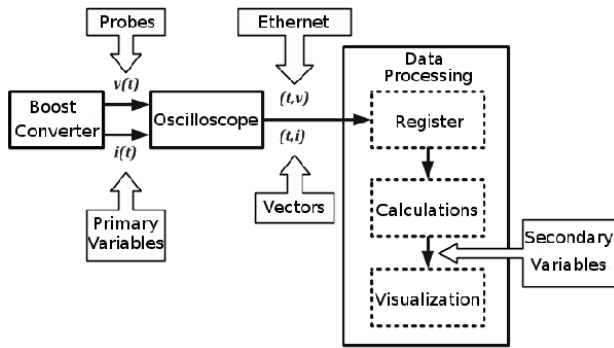 Probes
Ethernet
v(t)
(t,v)
Data
Processing
Boost
Converter
Oscilloscope
Register
i(t)
(t,i)
Primary
Variables
Vectors
Calculations
Secondary
Variables
Visualization